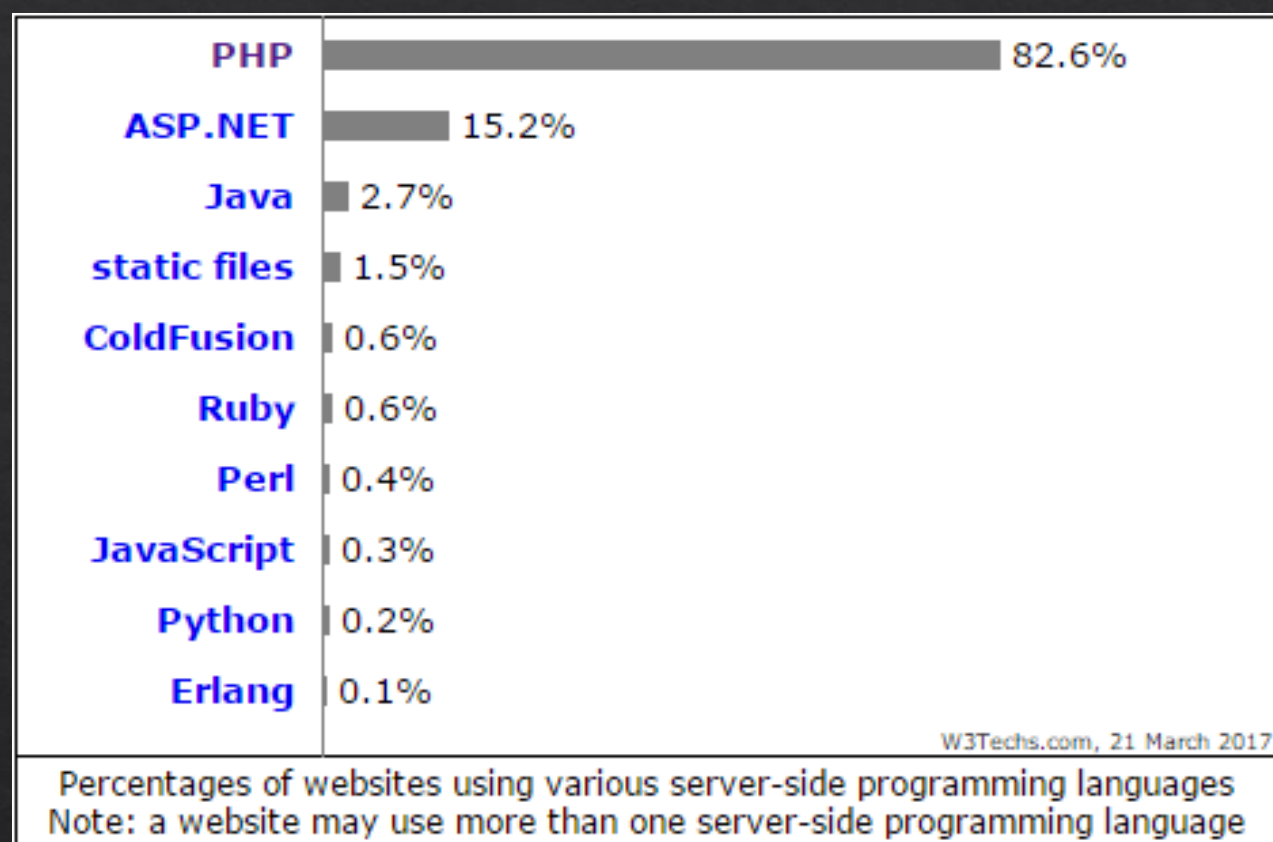 PHP 82.6%
ASP.NET 15.2%
Java 2.7%
static files 1.5%
ColdFusion 0.6%
Ruby 0.6%
Perl 0.4%
JavaScript 0.3%
Python 0.2%
Erlang 0.1%
W3Techs.com, 21 March 2017
Percentages of websites using various server-side programming languages
Note: a website may use more than one server-side programming language